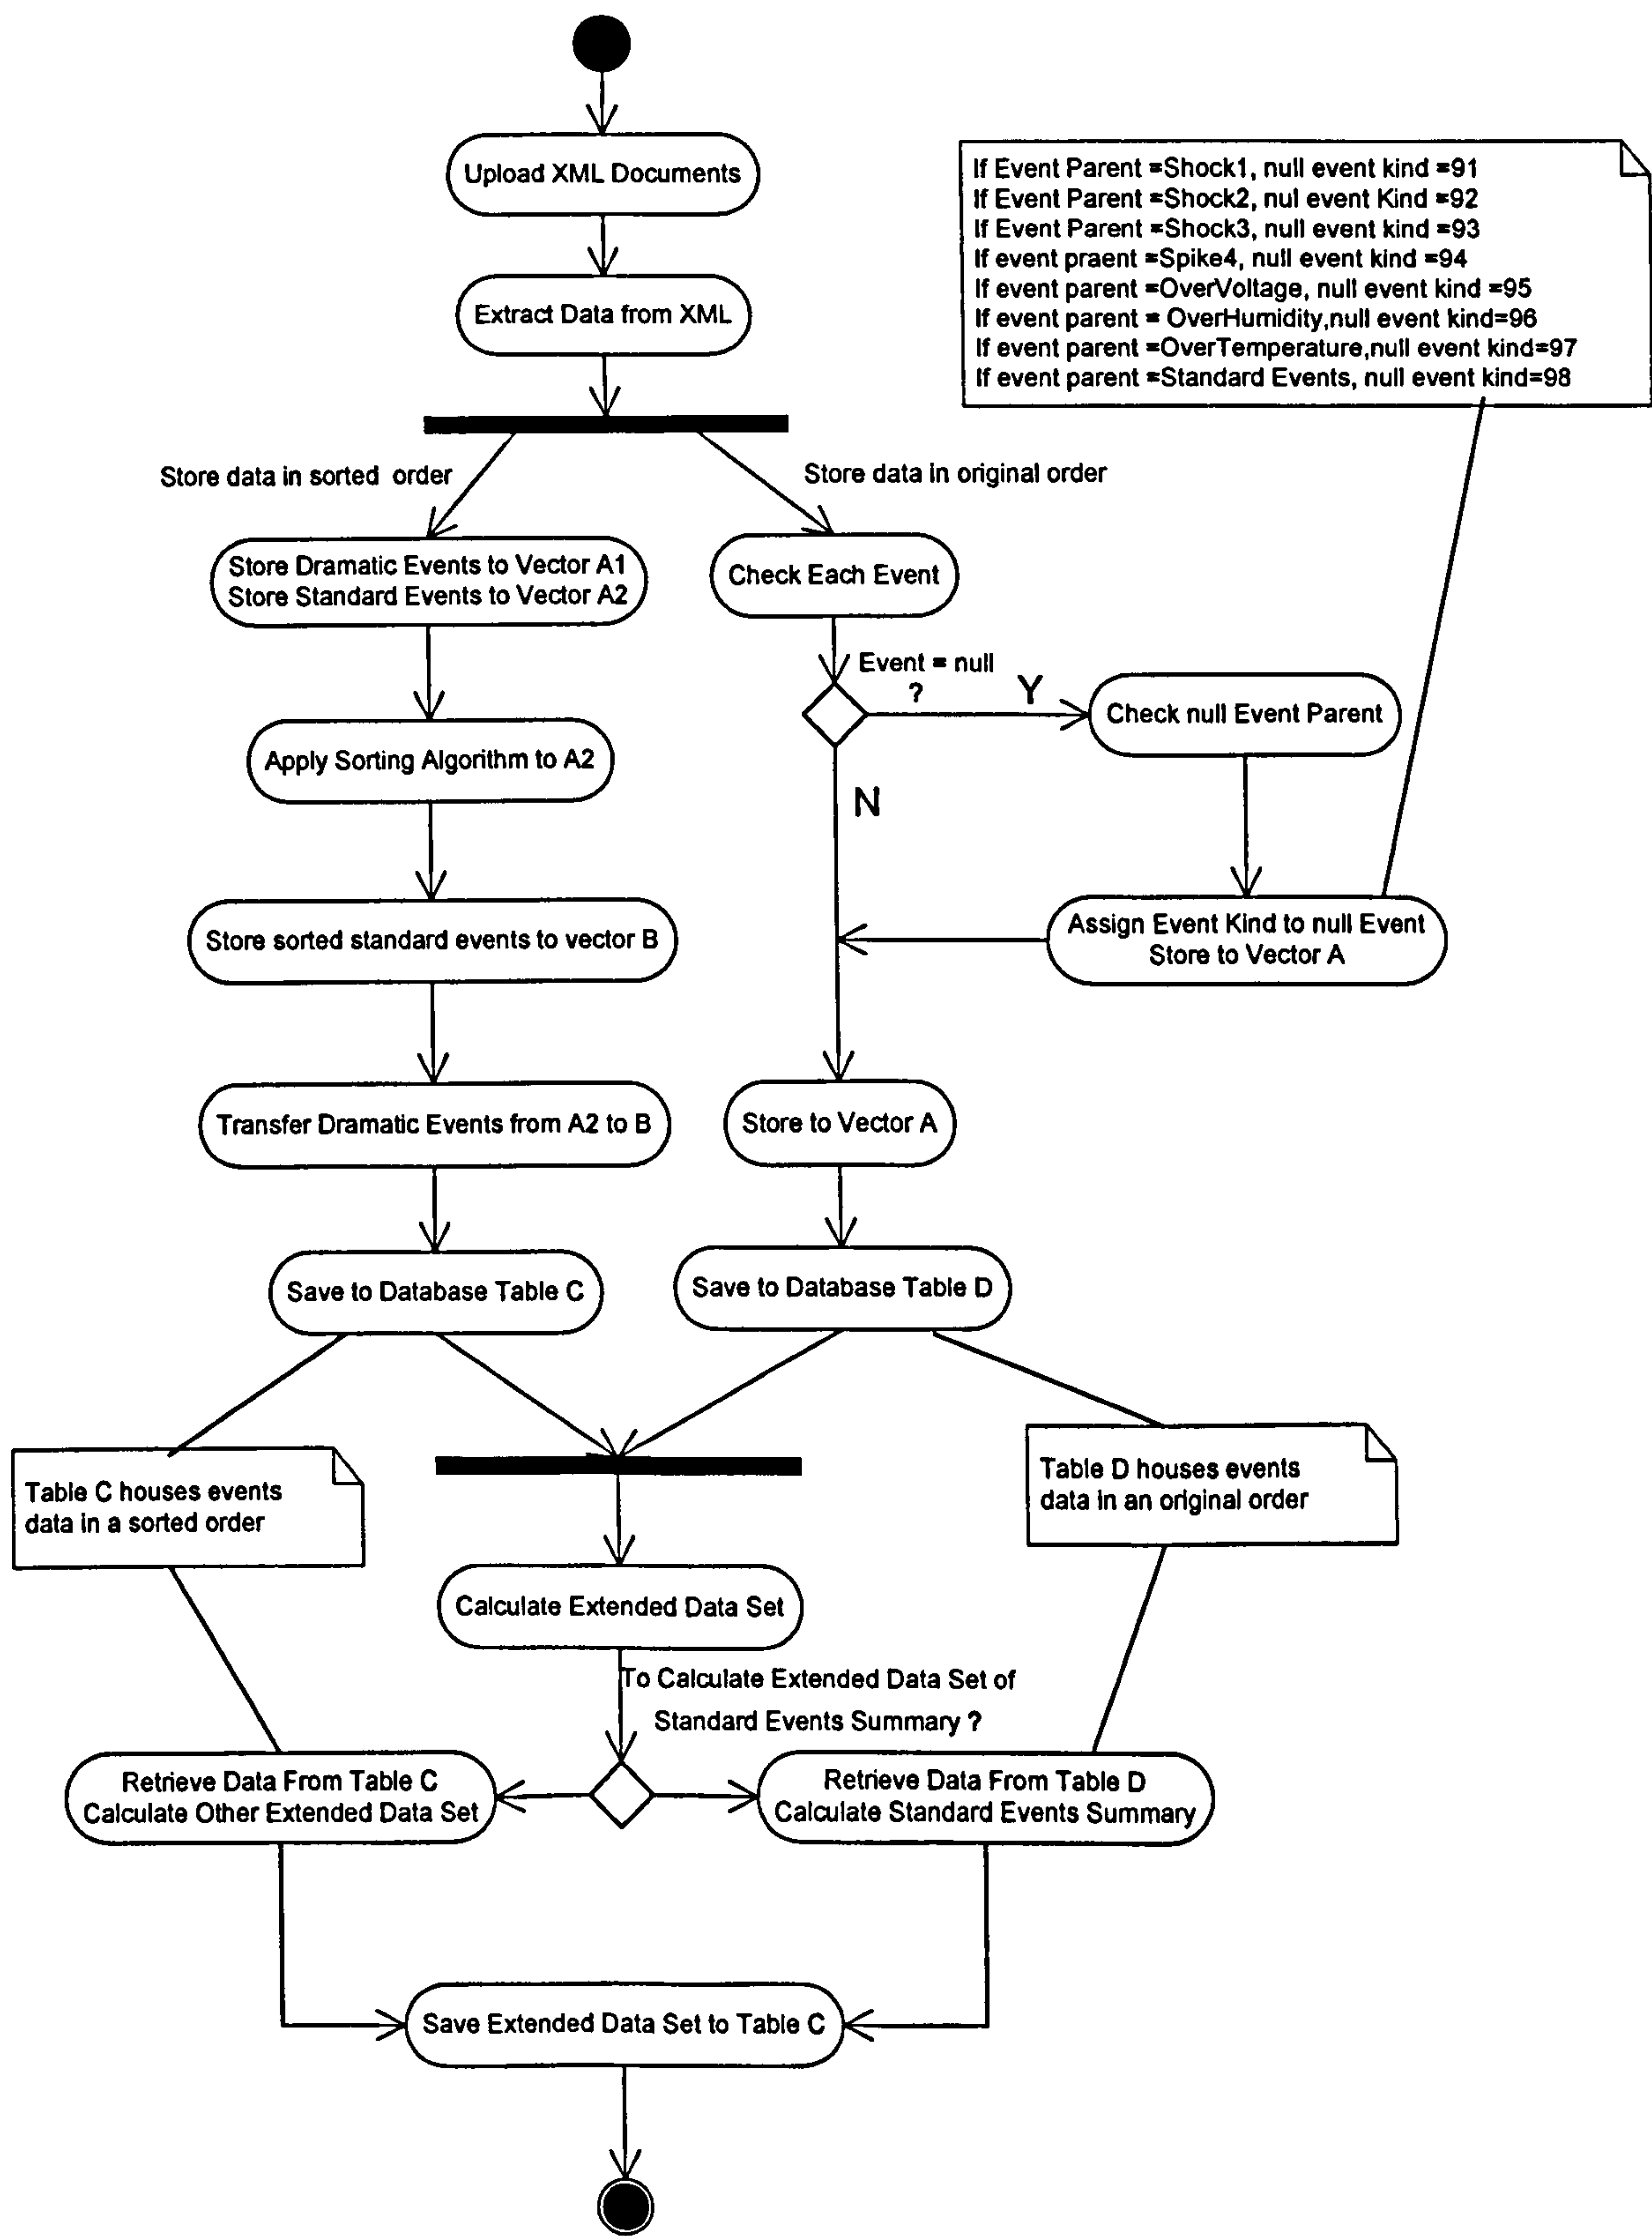 Upload XML Documents
If Event Parent =Shock1, null event kind =91
If Event Parent =Shock2, nul event Kind =92
If Event Parent =Shock3, null event kind =93
If event praent =Spike4, null event kind =94
If event parent =OverVoltage, null event kind =95
If event parent = OverHumidity,null event kind=96
If event parent =OverTemperature,null event kind=97
If event parent =Standard Events, null event kind=98
Extract Data from XML
Store data in sorted order
Store data in original order
Store Dramatic Events to Vector A1
Store Standard Events to Vector A2
Check Each Event
Event = null
?
Y
Check null Event Parent
Apply Sorting Algorithm to A2
N
Assign Event Kind to null Event
Store to Vector A
Store sorted standard events to vector B
Transfer Dramatic Events from A2 to B
Store to Vector A
Save to Database Table C
Save to Database Table D
Table C houses events
data in a sorted order
Table D houses events
data in an original order
Calculate Extended Data Set
To Calculate Extended Data Set of
Standard Events Summary ?
Retrieve Data From Table C
Calculate Other Extended Data Set
Retrieve Data From Table D
Calculate Standard Events Summary
Save Extended Data Set to Table C